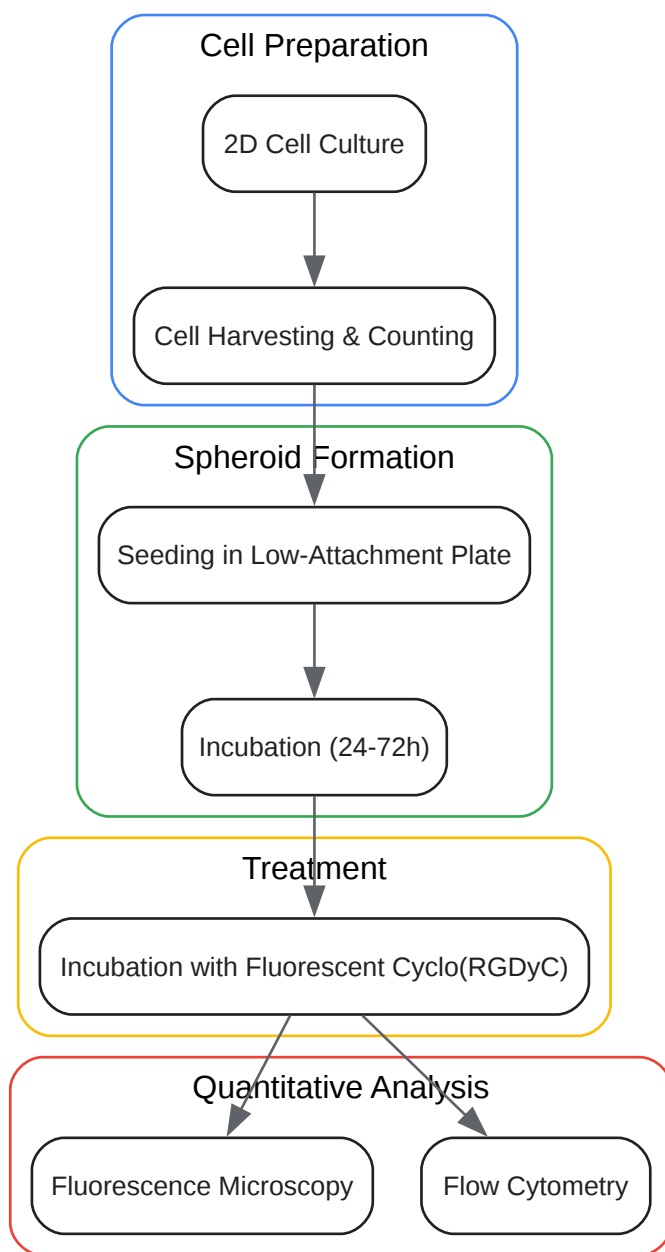 Cell Preparation
2D Cell Culture
Cell Harvesting & Counting
Spheroid Formation
Seeding in Low-Attachment Plate
Incubation (24-72h)
Treatment
Incubation with Fluorescent Cyclo(RGDyC)
Quantitative Analysis
Fluorescence Microscopy
Flow Cytometry